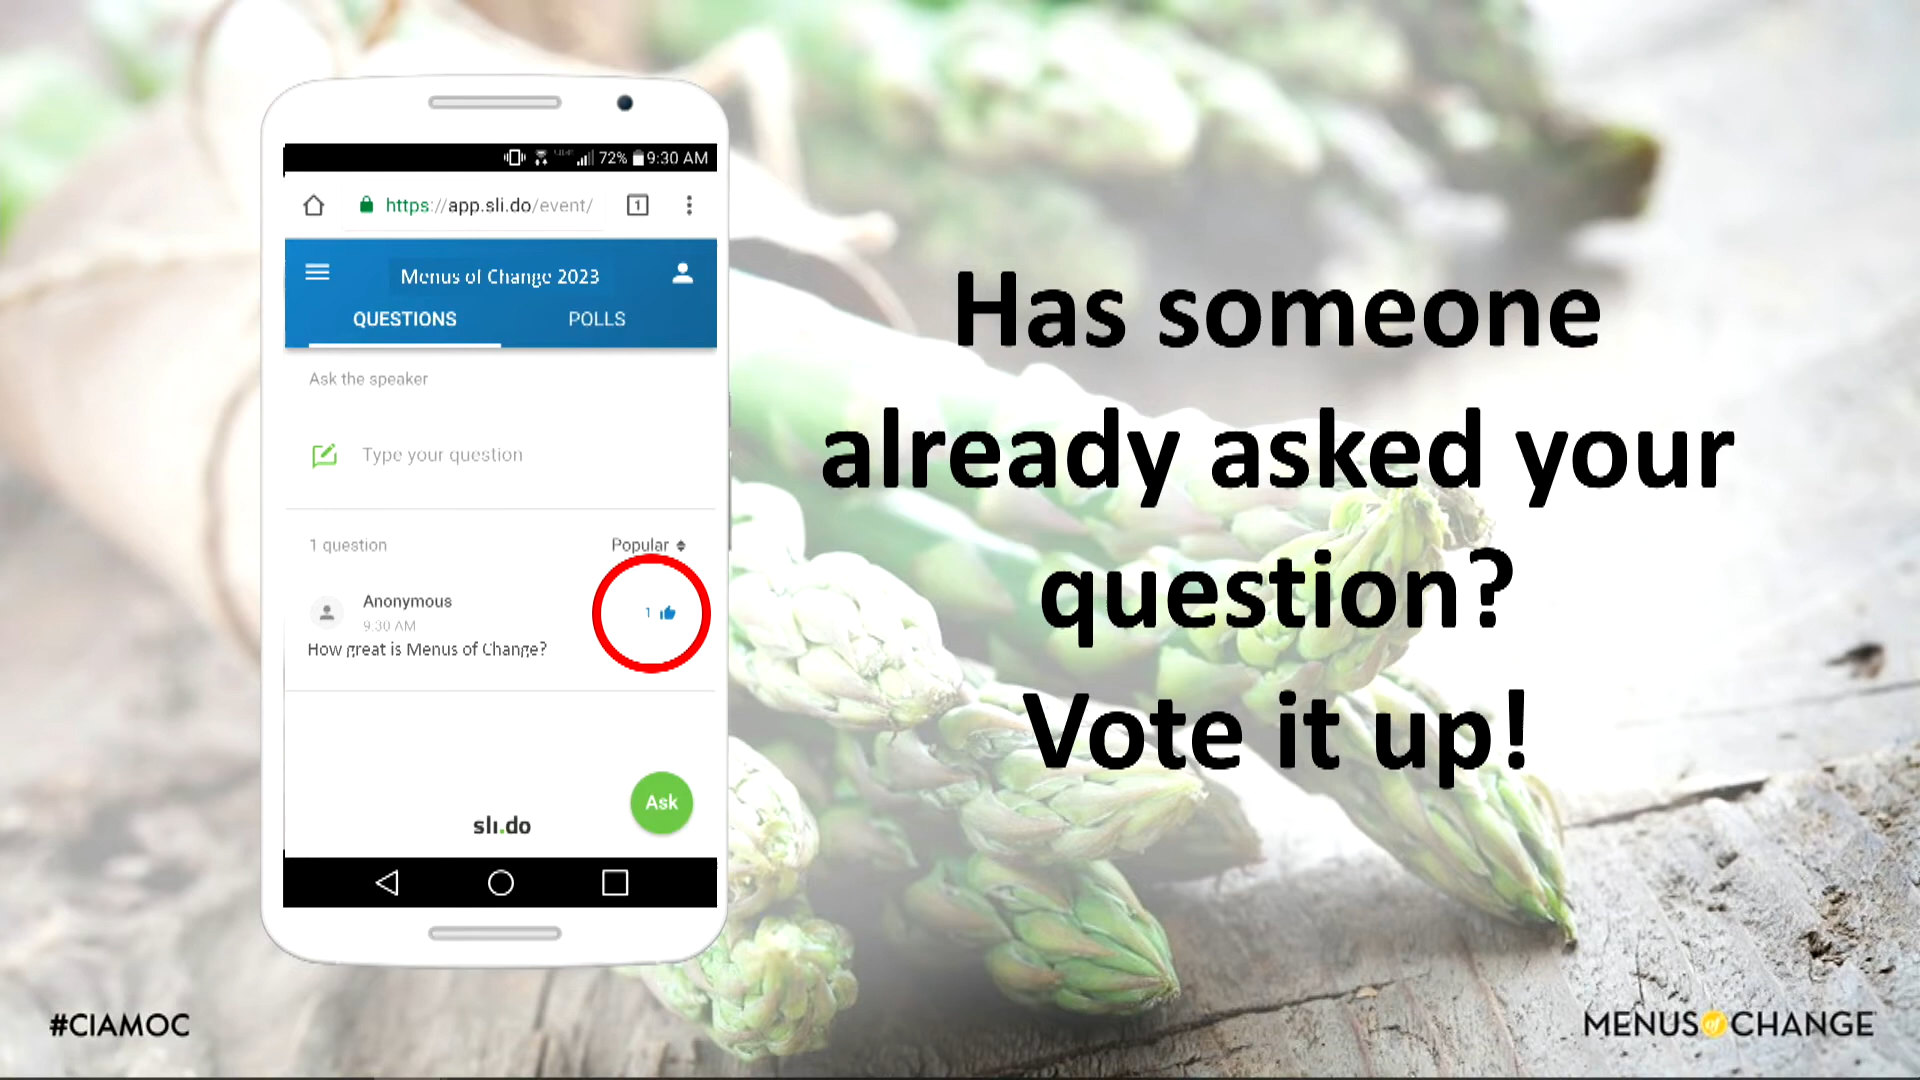 72% 9:30 AM
https://app.sli.do/event/
1
Menus of Change 2023
QUESTIONS POLLS
Ask the speaker
Type your question
1 question Popular
Anonymous
1
9:30 AM
How great is Menus of Change?
Ask
sli.do
Has someone
already asked your
question?
Vote it up!
#CIAMOC
MENUS of CHANGE